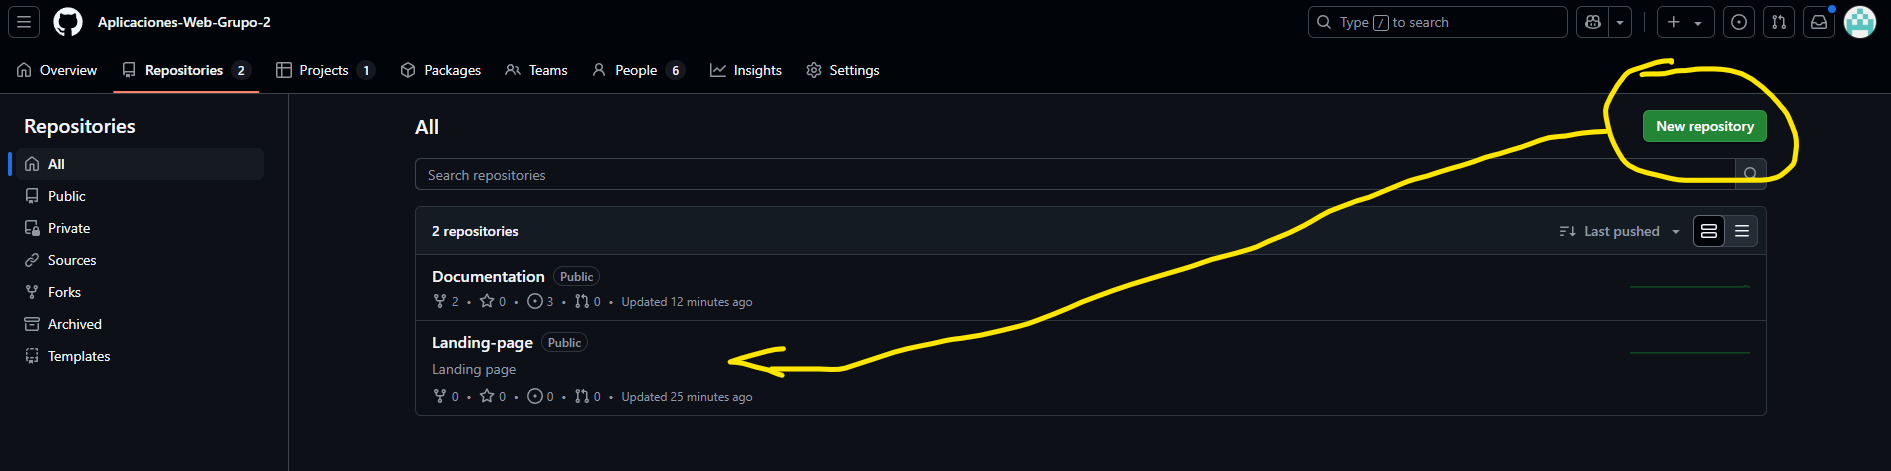 Aplicaciones-Web-Grupo-2
Type / to search
Overview Repositories 2 Projects 1 Packages Teams People 6 Insights Settings
Repositories
All
Public
Private
Sources
Forks
Archived
Templates
All
New repository
Search repositories
2 repositories
Last pushed
Documentation Public
2 • 0 • 3 • 0 • Updated 12 minutes ago
Landing-page Public
Landing page
0 • 0 • 0 • 0 • Updated 25 minutes ago